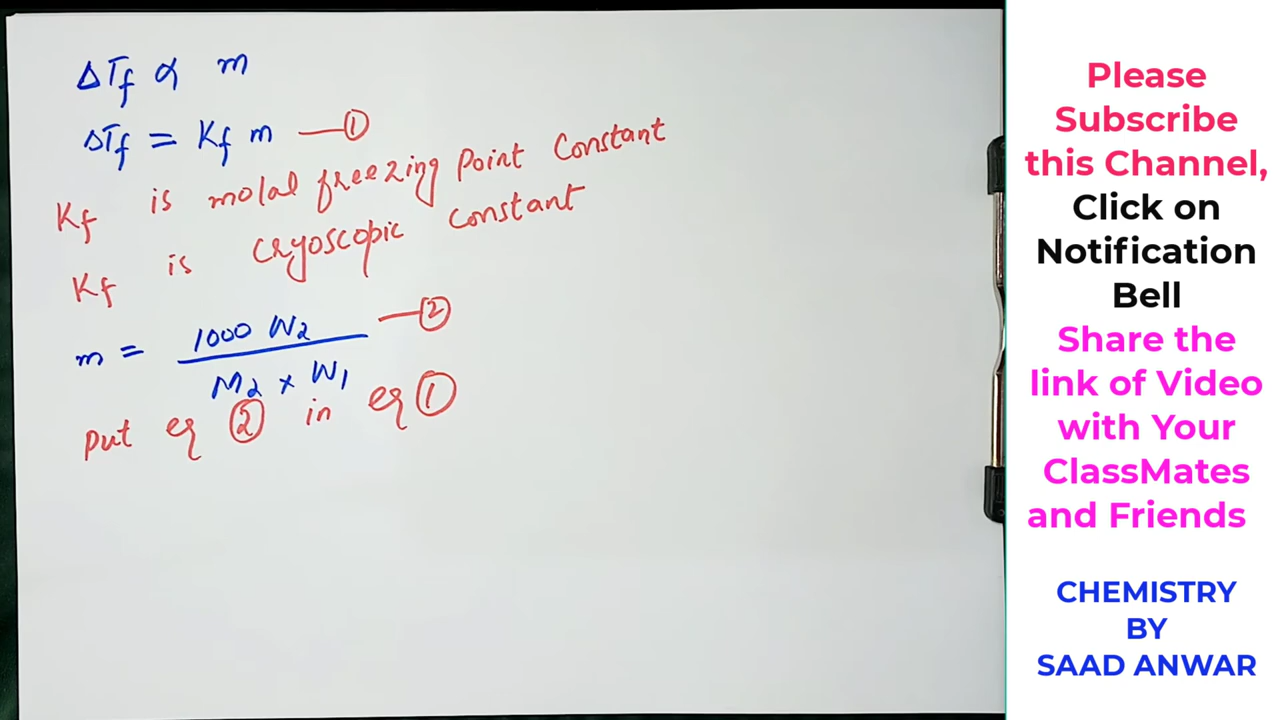 ΔTf ∝ m
ΔTf = Kf m —①
Kf is molal freezing Point Constant
Kf is Cryoscopic Constant
m = 1000 W2 —②
M2 × W1
Put eq ② in eq ①
Please
Subscribe
this Channel,
Click on
Notification
Bell
Share the
link of Video
with Your
ClassMates
and Friends
CHEMISTRY
BY
SAAD ANWAR